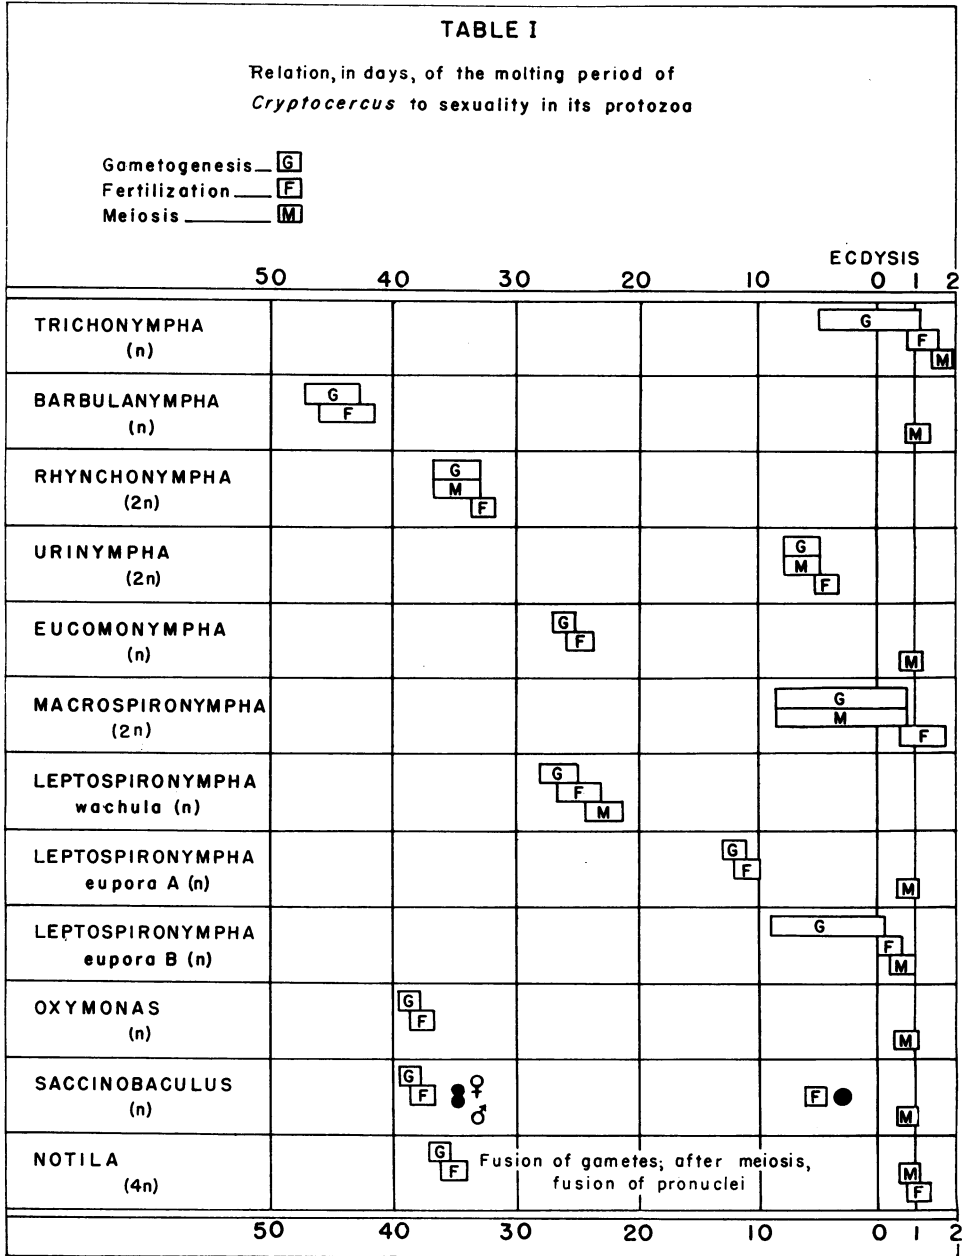 TABLE I
Relation, in days, of the molting period of
Cryptocercus to sexuality in its protozoa
Gametogenesis G
Fertilization F
Meiosis M
ECDYSIS
50 40 30 20 10 0 1 2
TRICHONYMPHA
(n)
G
F
M
BARBULANYMPHA
(n)
G
F
M
RHYNCHONYMPHA
(2n)
G
M
F
URINYMPHA
(2n)
G
M
F
EUCOMONYMPHA
(n)
G
F
M
MACROSPIRONYMPHA
(2n)
G
M
F
LEPTOSPIRONYMPHA
wachula (n)
G
F
M
LEPTOSPIRONYMPHA
eupora A (n)
G
F
M
LEPTOSPIRONYMPHA
eupora B (n)
G
F
M
OXYMONAS
(n)
G
F
M
SACCINOBACULUS
(n)
G
F ♀
♂
F
M
NOTILA
(4n)
G
F
Fusion of gametes; after meiosis,
fusion of pronuclei
M
F
50 40 30 20 10 0 1 2